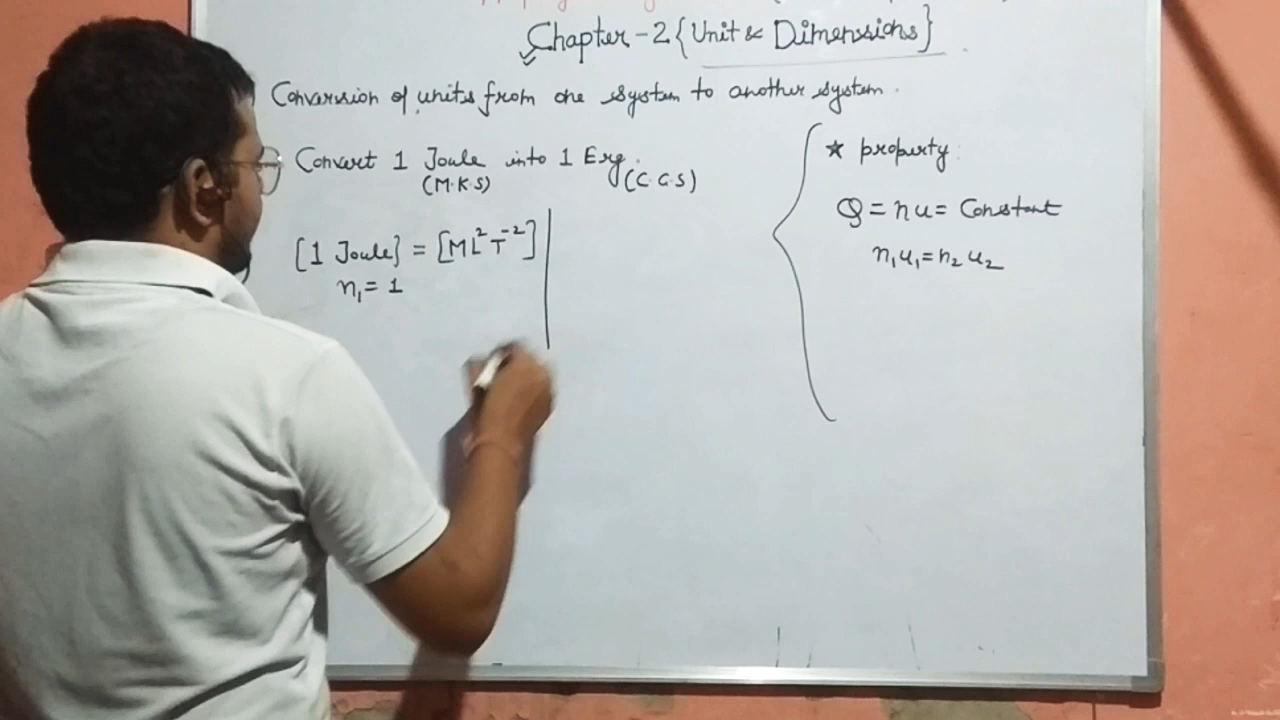 Chapter-2{Unit & Dimensions}
Conversion of units from one system to another system.
Convert 1 Joule into 1 Erg.
(M.K.S) (C.G.S)
[1 Joule} = [ML²T⁻²]
n₁ = 1
★ property:
Q = nu = Constant
n₁u₁ = n₂u₂